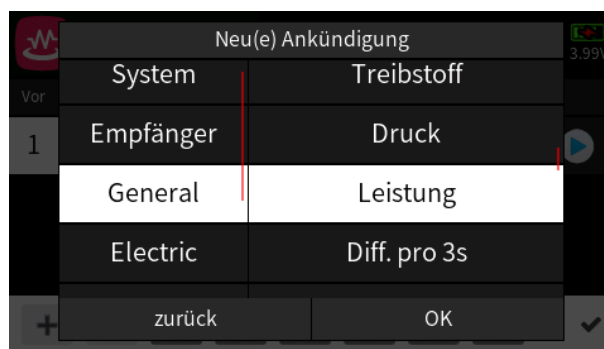 Neu(e) Ankündigung
3.99V
System Treibstoff
Vor
Empfänger Druck
1
General Leistung
Electric Diff. pro 3s
zurück OK